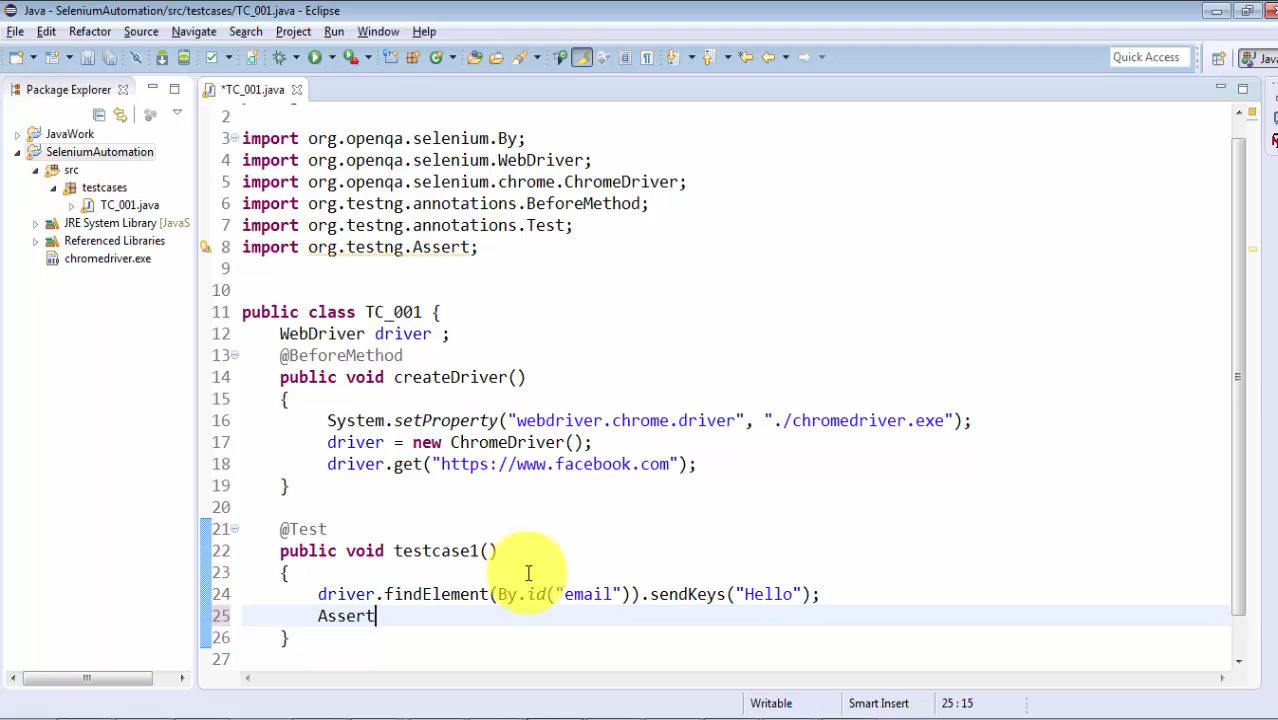 Java - SeleniumAutomation/src/testcases/TC_001.java - Eclipse
File Edit Refactor Source Navigate Search Project Run Window Help
Quick Access
Java
Package Explorer
*TC_001.java
JavaWork
SeleniumAutomation
src
testcases
TC_001.java
JRE System Library [JavaS
Referenced Libraries
chromedriver.exe
2
3 import org.openqa.selenium.By;
4 import org.openqa.selenium.WebDriver;
5 import org.openqa.selenium.chrome.ChromeDriver;
6 import org.testng.annotations.BeforeMethod;
7 import org.testng.annotations.Test;
8 import org.testng.Assert;
9
10
11 public class TC_001 {
12 WebDriver driver ;
13 @BeforeMethod
14 public void createDriver()
15 {
16 System.setProperty("webdriver.chrome.driver", "./chromedriver.exe");
17 driver = new ChromeDriver();
18 driver.get("https://www.facebook.com");
19 }
20
21 @Test
22 public void testcase1()
23 {
24 driver.findElement(By.id("email")).sendKeys("Hello");
25 Assert
26 }
27
Writable Smart Insert 25 : 15